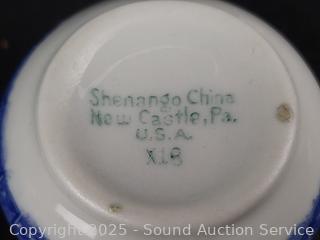 Shenango China
New Castle, Pa.
U.S.A.
X18
Copyright© 2025 - Sound Auction Service